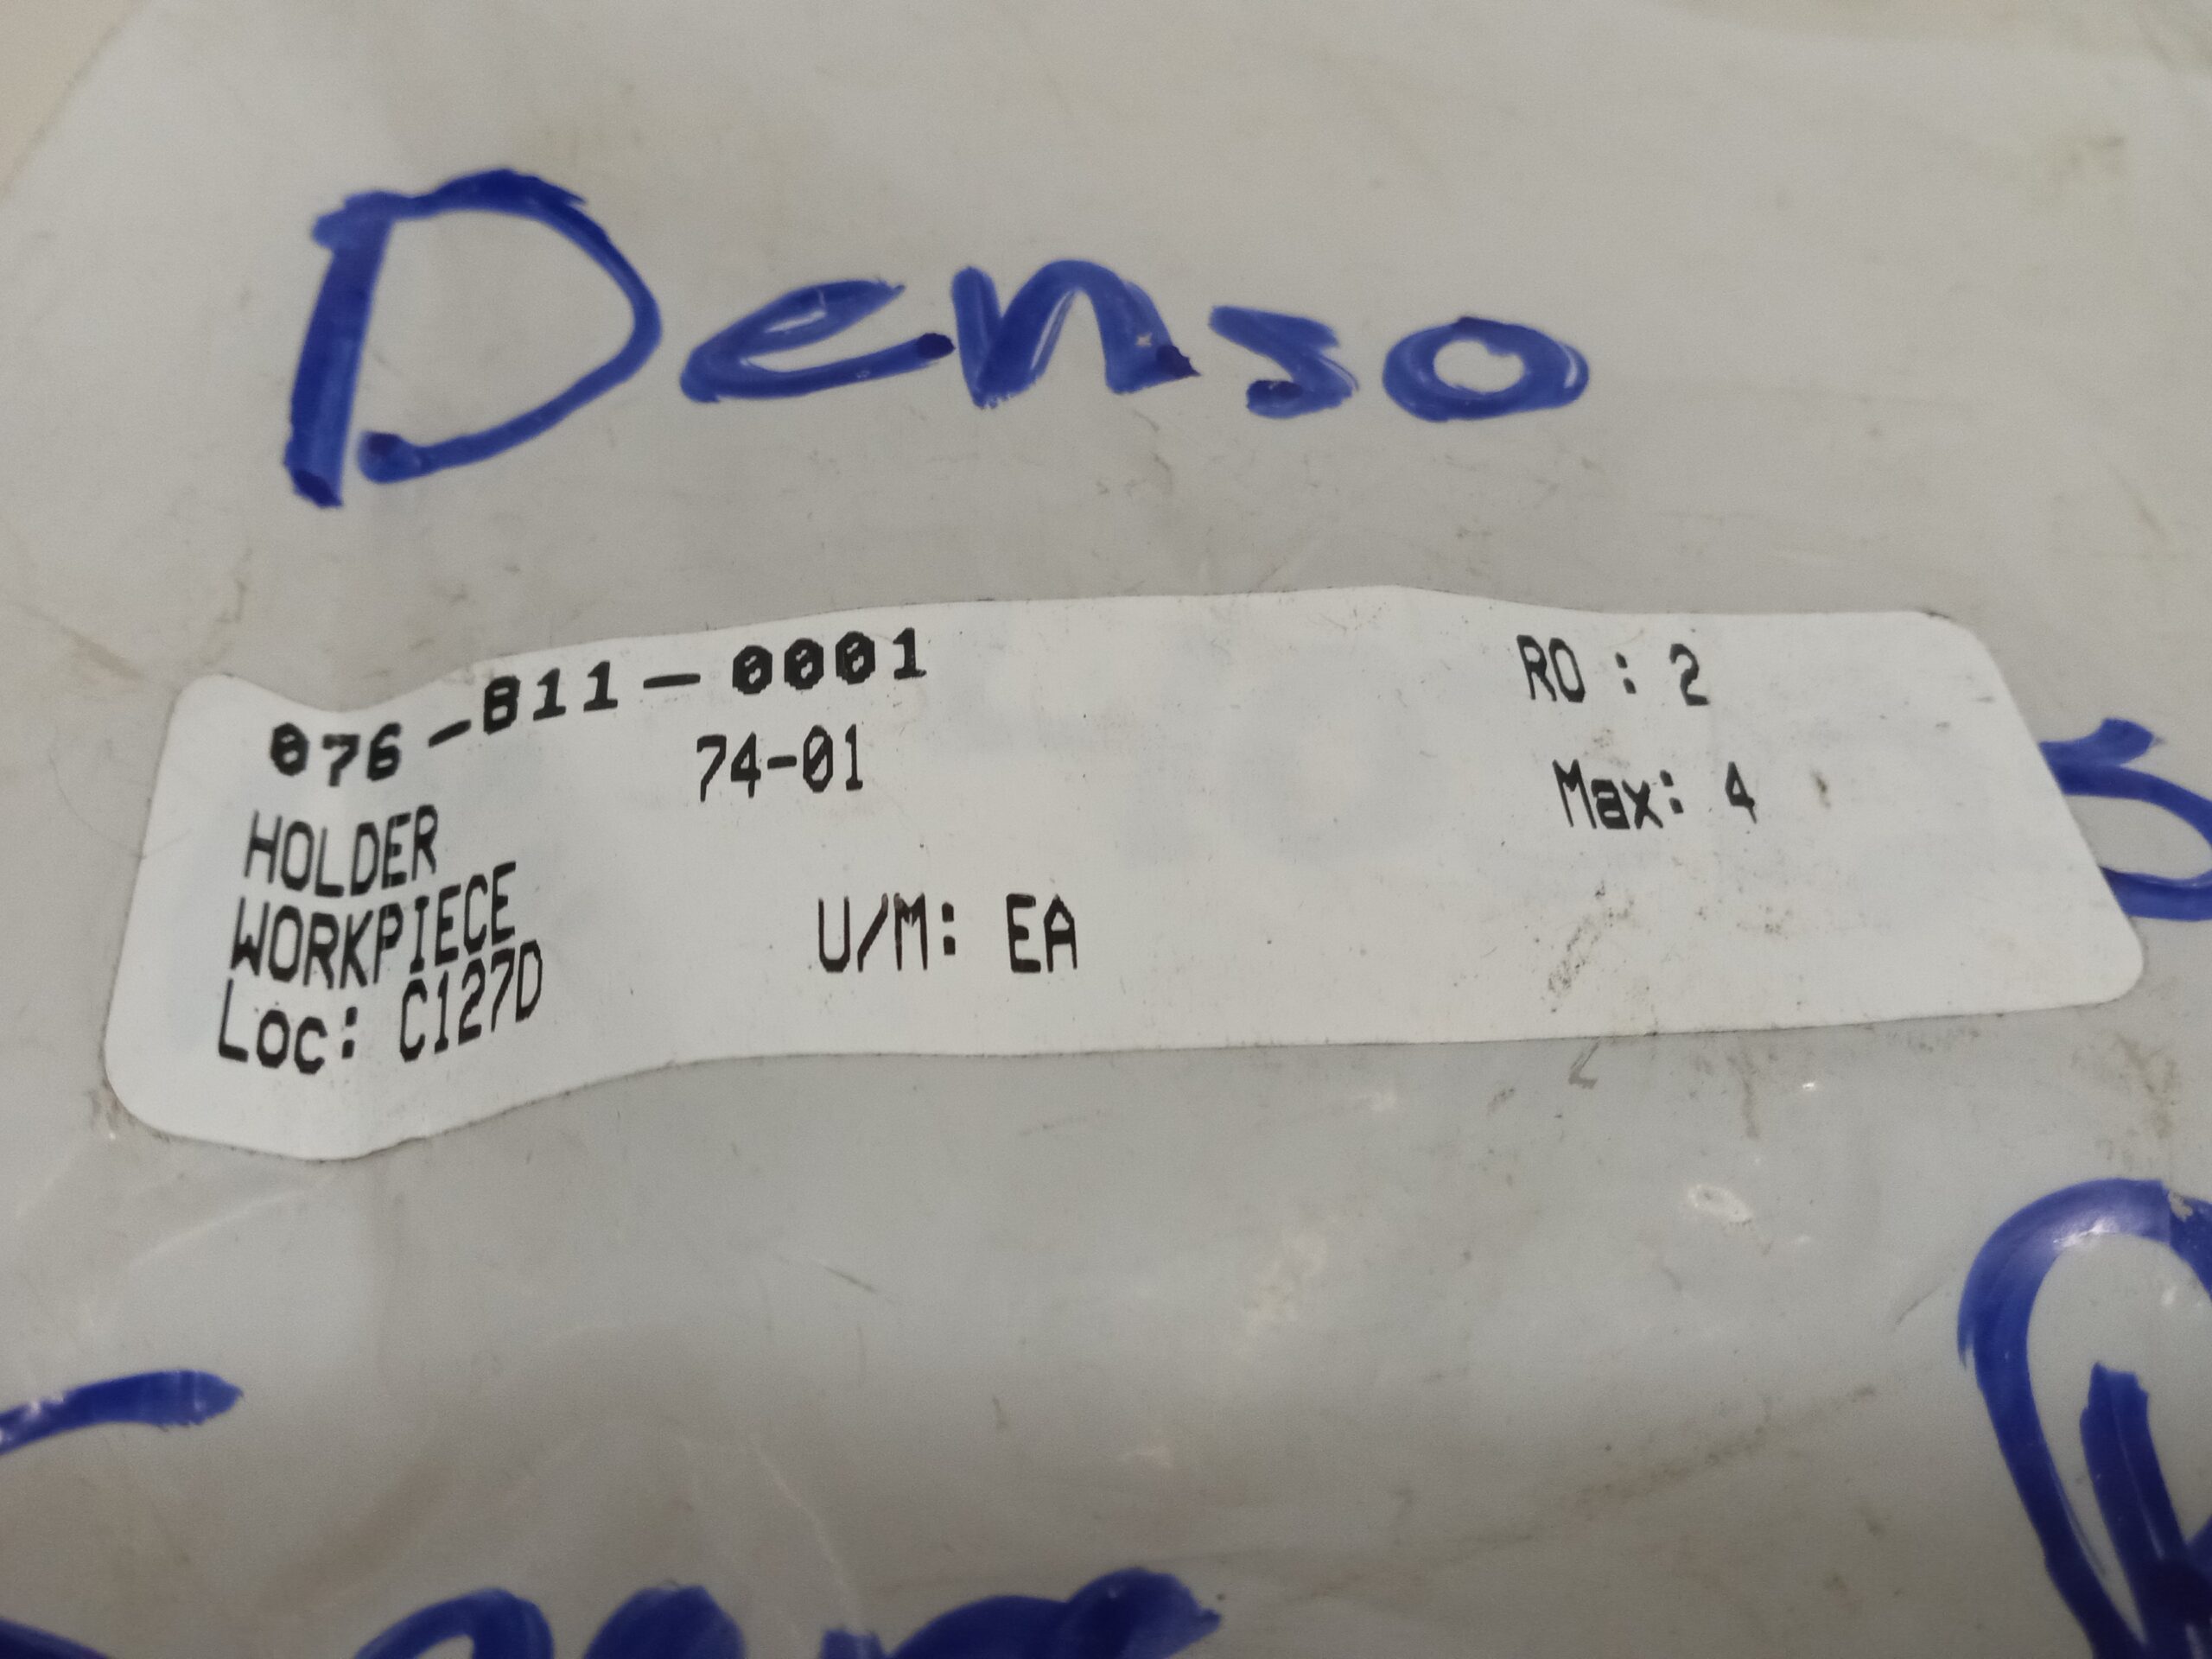 Denso
076-811-0001
74-01
RO : 2
Max: 4
HOLDER
WORKPIECE
U/M: EA
Loc: C127D